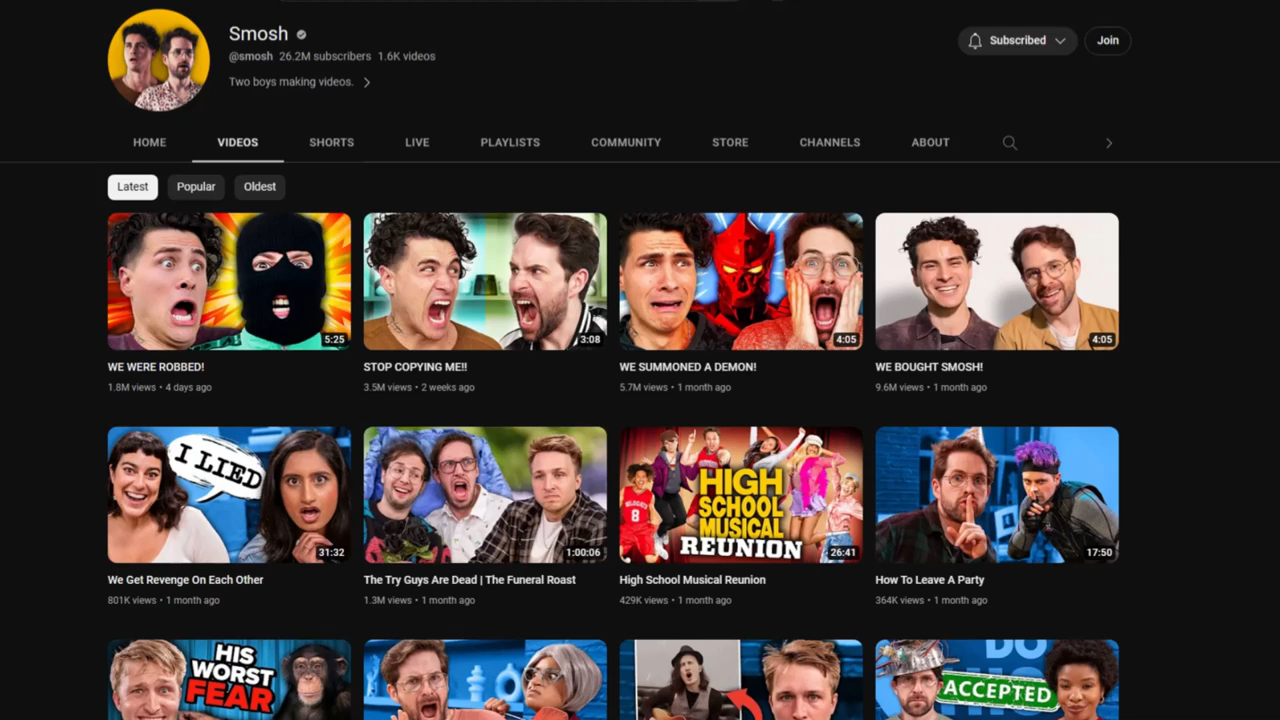 Smosh
@smosh 26.2M subscribers 1.6K videos
Two boys making videos.
Subscribed
Join
HOME VIDEOS SHORTS LIVE PLAYLISTS COMMUNITY STORE CHANNELS ABOUT
Latest Popular Oldest
5:25 3:08 4:05 4:05
WE WERE ROBBED! STOP COPYING ME!! WE SUMMONED A DEMON! WE BOUGHT SMOSH!
1.8M views • 4 days ago 3.5M views • 2 weeks ago 5.7M views • 1 month ago 9.6M views • 1 month ago
I LIED
HIGH
SCHOOL
MUSICAL
REUNION
8
31:32 1:00:06 26:41 17:50
We Get Revenge On Each Other The Try Guys Are Dead | The Funeral Roast High School Musical Reunion How To Leave A Party
801K views • 1 month ago 1.3M views • 1 month ago 429K views • 1 month ago 364K views • 1 month ago
HIS
WORST
FEAR
DO
ACCEPTED